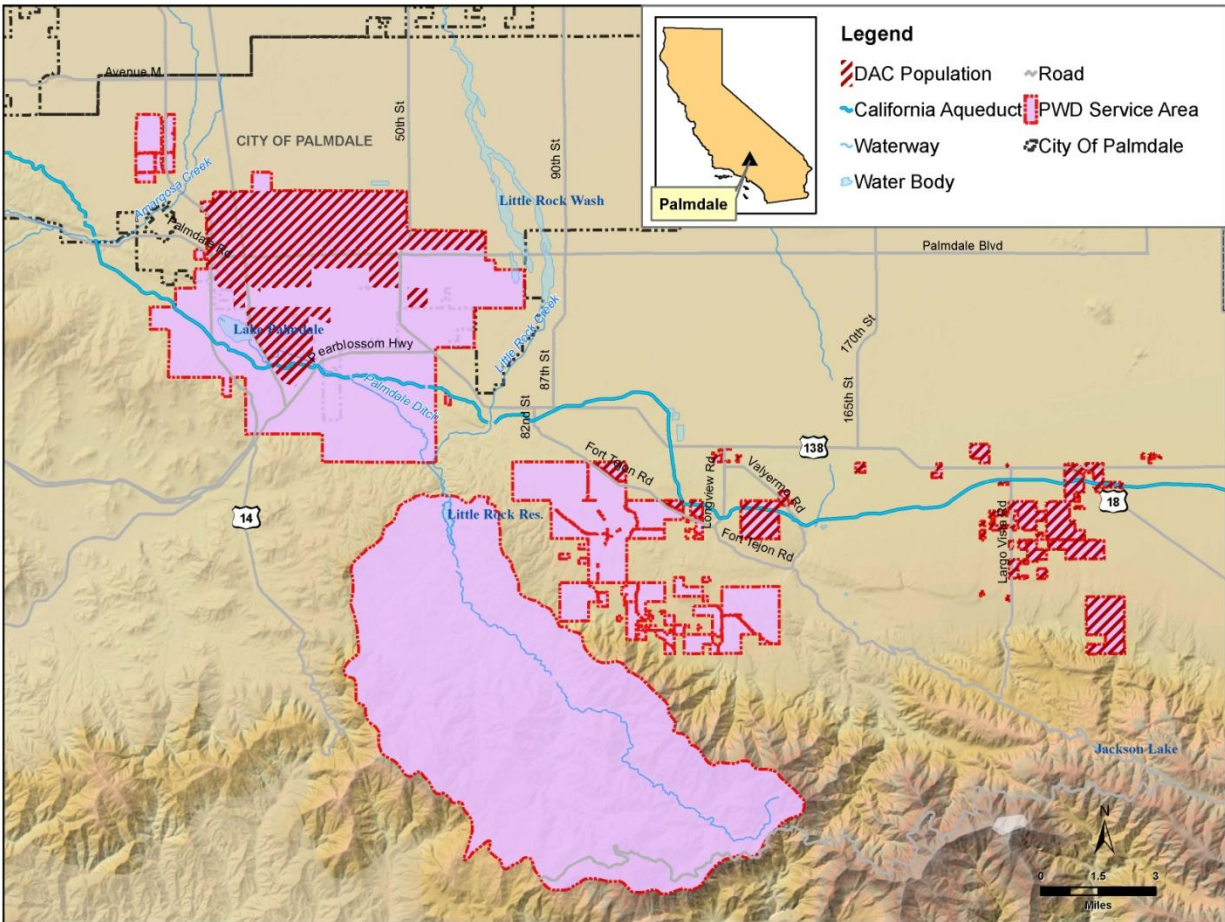 Legend
DAC Population
Road
California Aqueduct
PWD Service Area
Waterway
City Of Palmdale
Water Body
Palmdale
Avenue M
CITY OF PALMDALE
50th St
90th St
Amargosa Creek
Little Rock Wash
Palmdale Rd
Palmdale Blvd
Lake Palmdale
Pearblossom Hwy
Little Rock Creek
87th St
170th St
Palmdale Ditch
82nd St
165th St
Fort Tejon Rd
Longview Rd
Valyermo Rd
138
18
14
Little Rock Res.
Fort Tejon Rd
Largo Vista Rd
Jackson Lake
N
0 1.5 3
Miles